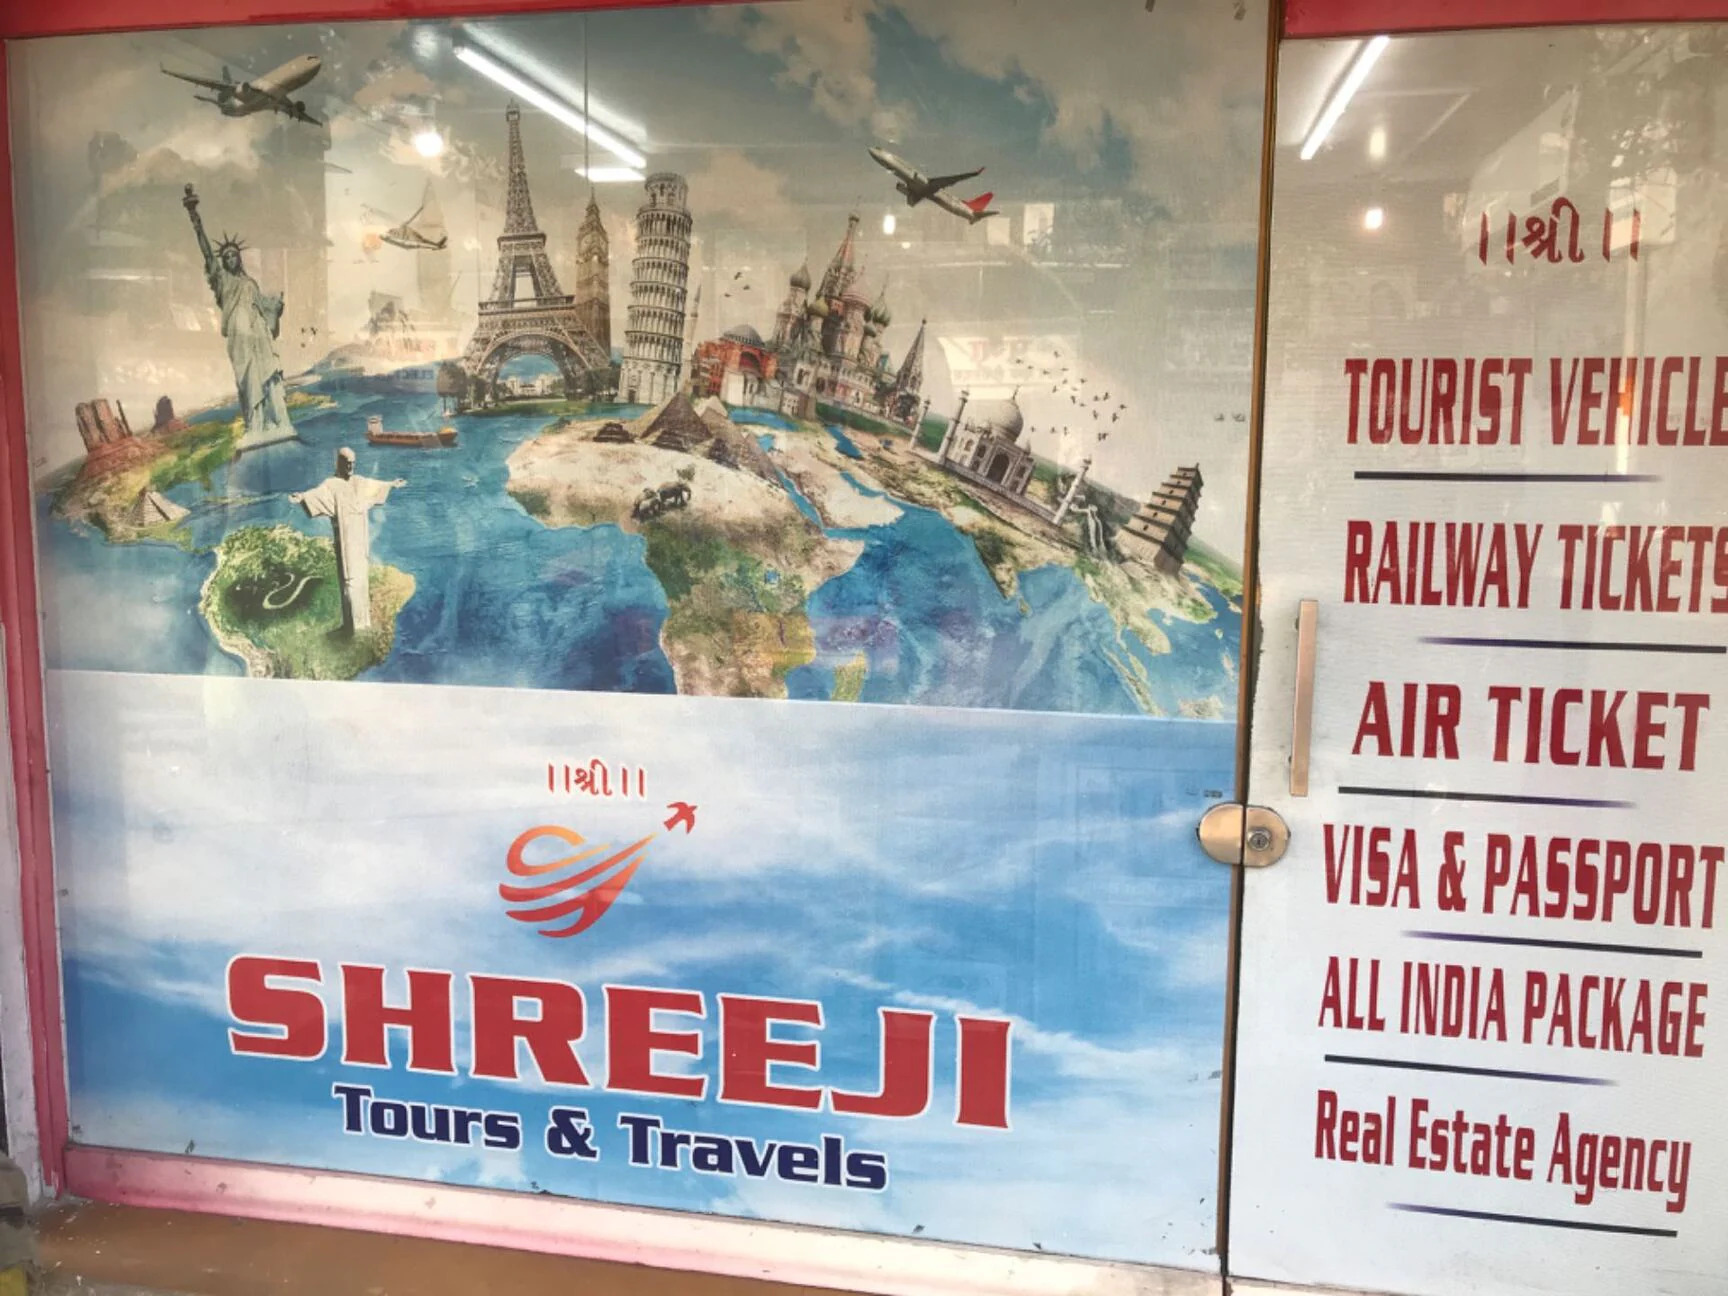 ।।श्री।।
SHREEJI
Tours & Travels
।।श्री।।
TOURIST VEHICLE
RAILWAY TICKETS
AIR TICKET
VISA & PASSPORT
ALL INDIA PACKAGE
Real Estate Agency